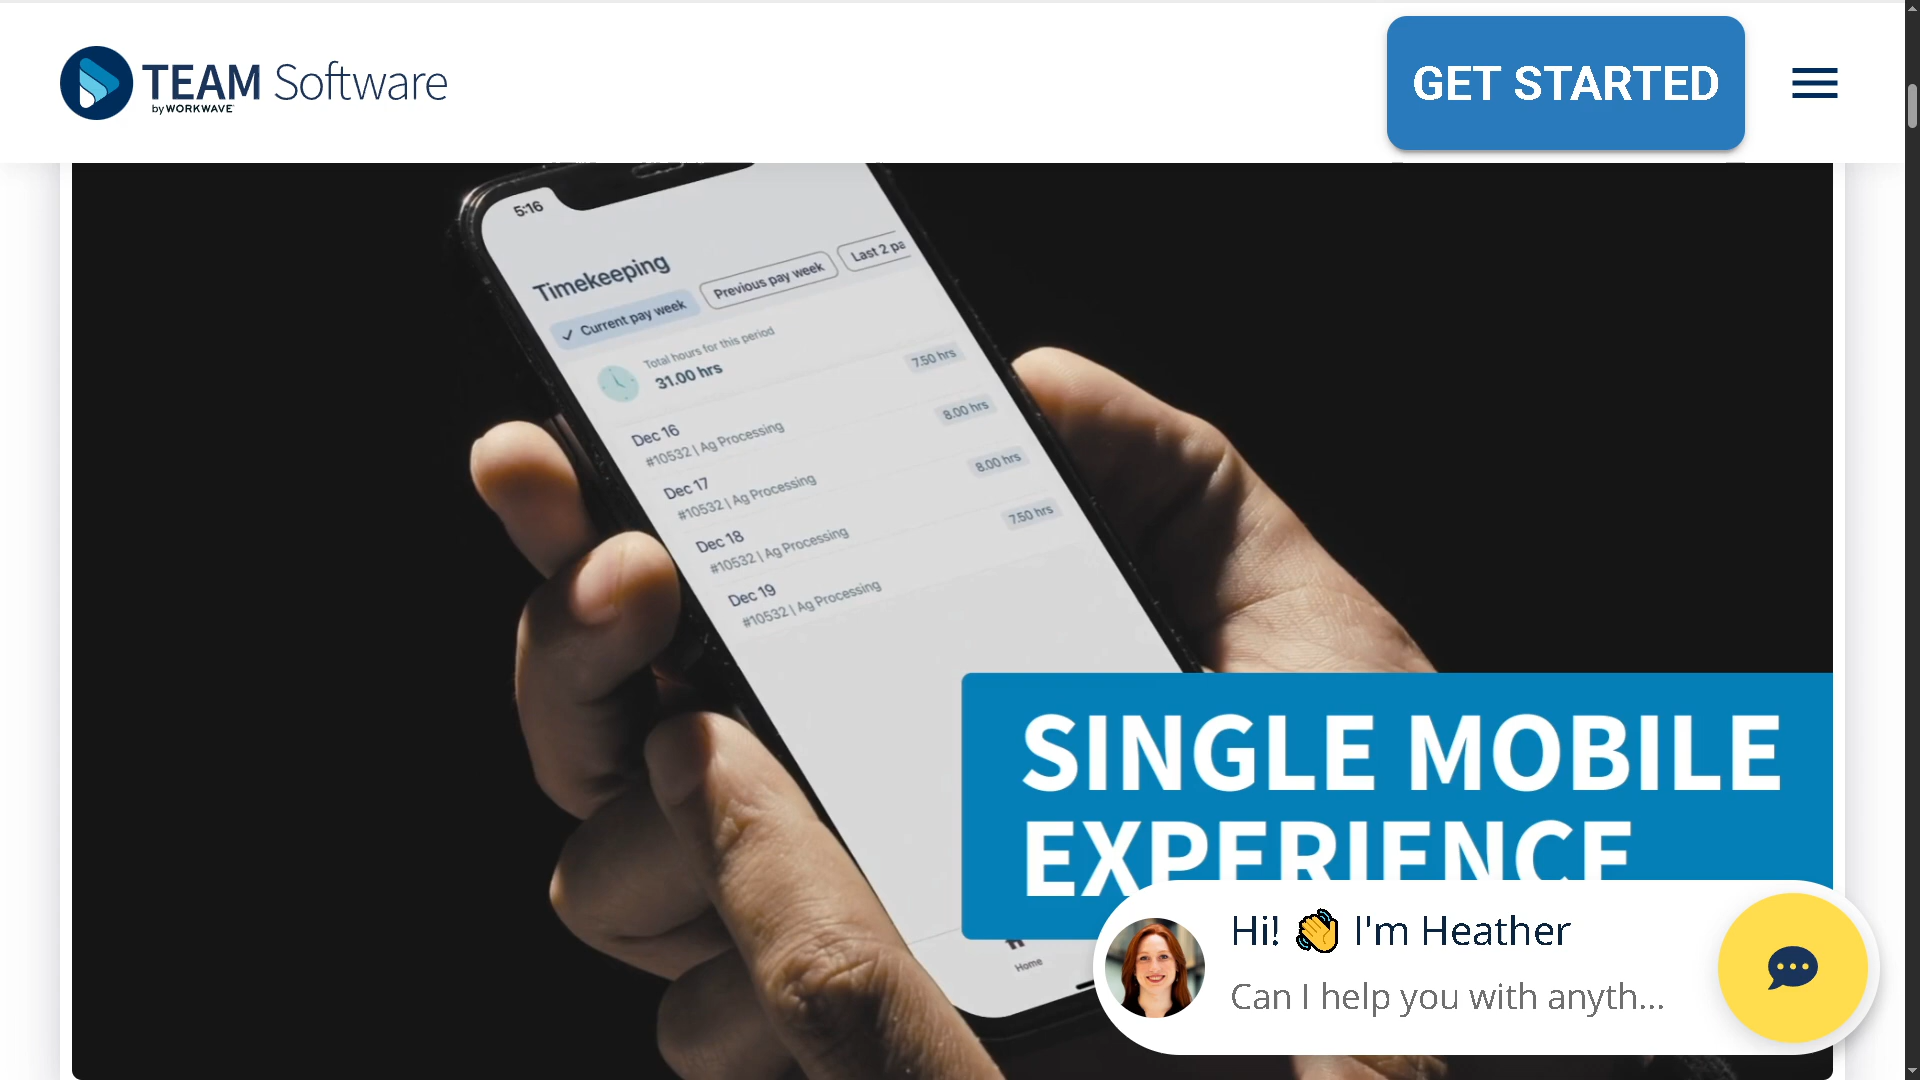 TEAM Software
by WORKWAVE
GET STARTED
5:16
Timekeeping
Current pay week
Previous pay week
Last 2 pa
Total hours for this period
31.00 hrs
7.50 hrs
Dec 16
#10532 | Ag Processing
8.00 hrs
Dec 17
#10532 | Ag Processing
8.00 hrs
Dec 18
#10532 | Ag Processing
7.50 hrs
Dec 19
#10532 | Ag Processing
SINGLE MOBILE
EXPERIENCE
Home
Hi! 👋 I'm Heather
Can I help you with anyth...